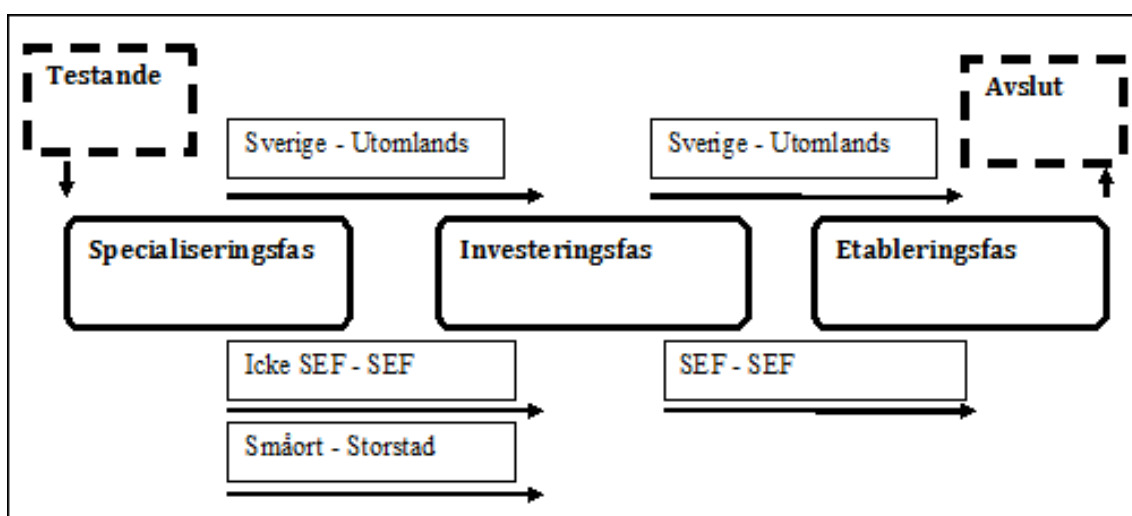 Testande
Avslut
Sverige - Utomlands
Sverige - Utomlands
Specialiseringsfas
Investeringsfas
Etableringsfas
Icke SEF - SEF
SEF - SEF
Småort - Storstad